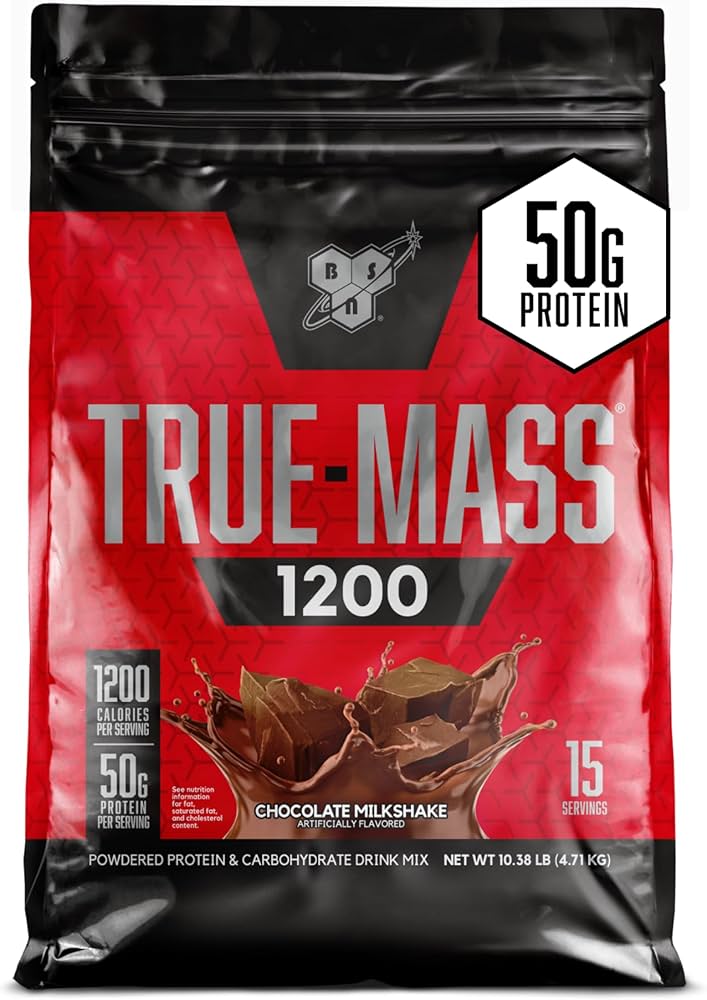 50G
PROTEIN
B S
n
®
TRUE-MASS®
1200
1200
CALORIES
PER SERVING
50G
PROTEIN
PER SERVING
See nutrition
information
for fat,
saturated fat,
and cholesterol
content.
CHOCOLATE MILKSHAKE
ARTIFICIALLY FLAVORED
15
SERVINGS
POWDERED PROTEIN & CARBOHYDRATE DRINK MIX NET WT 10.38 LB (4.71 KG)